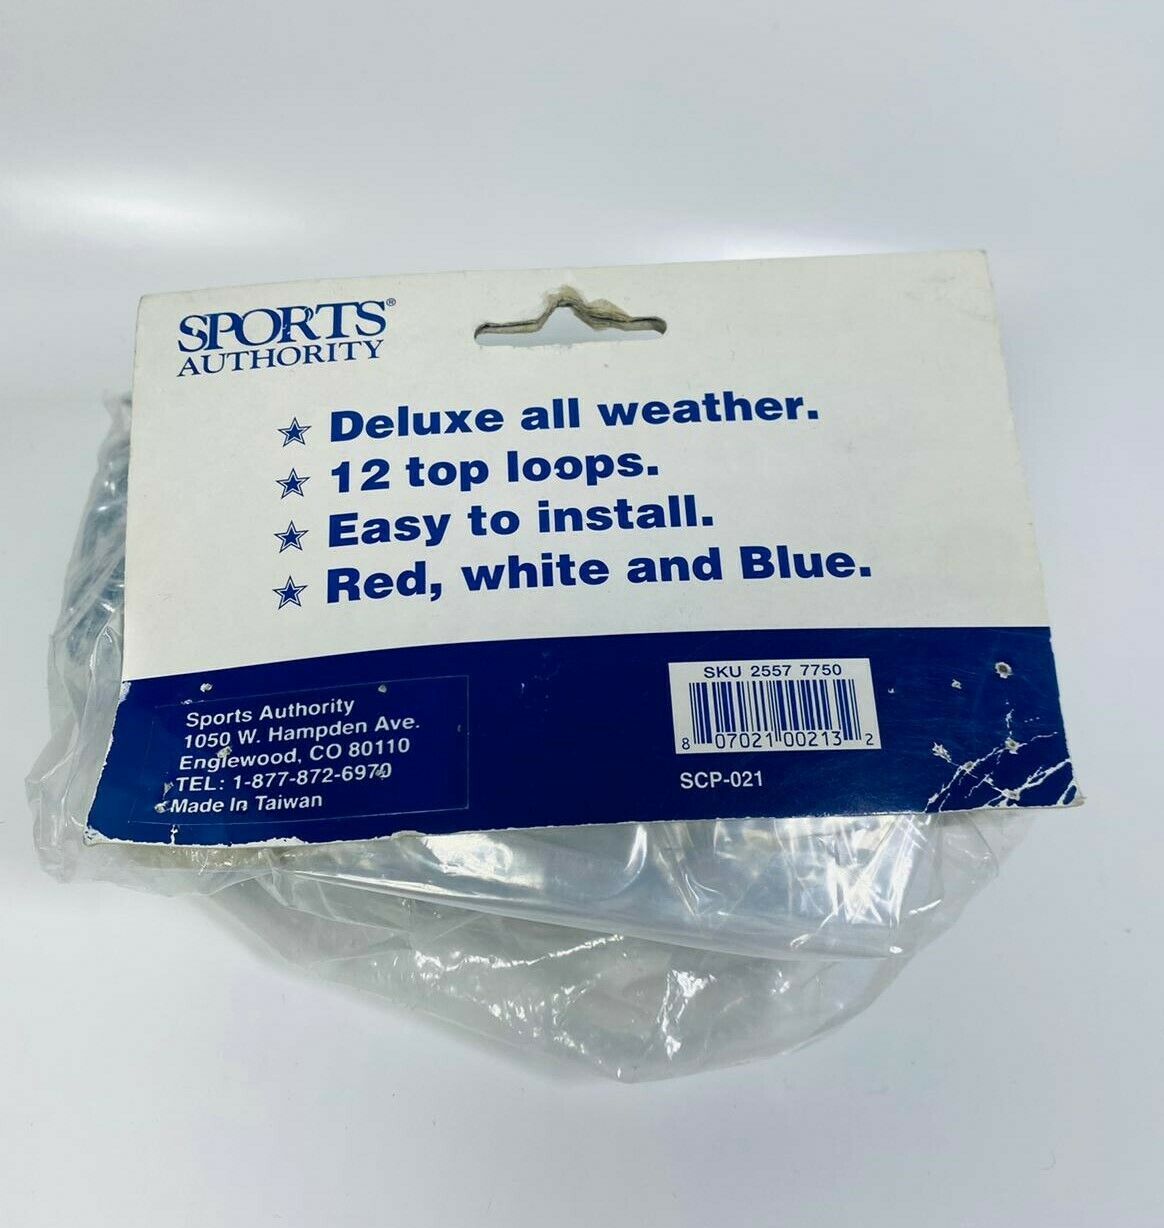 SPORTS®
AUTHORITY
Deluxe all weather.
12 top loops.
Easy to install.
Red, white and Blue.
Sports Authority
1050 W. Hampden Ave.
Englewood, CO 80110
TEL: 1-877-872-6970
Made In Taiwan
SKU 2557 7750
8 07021 00213 2
SCP-021